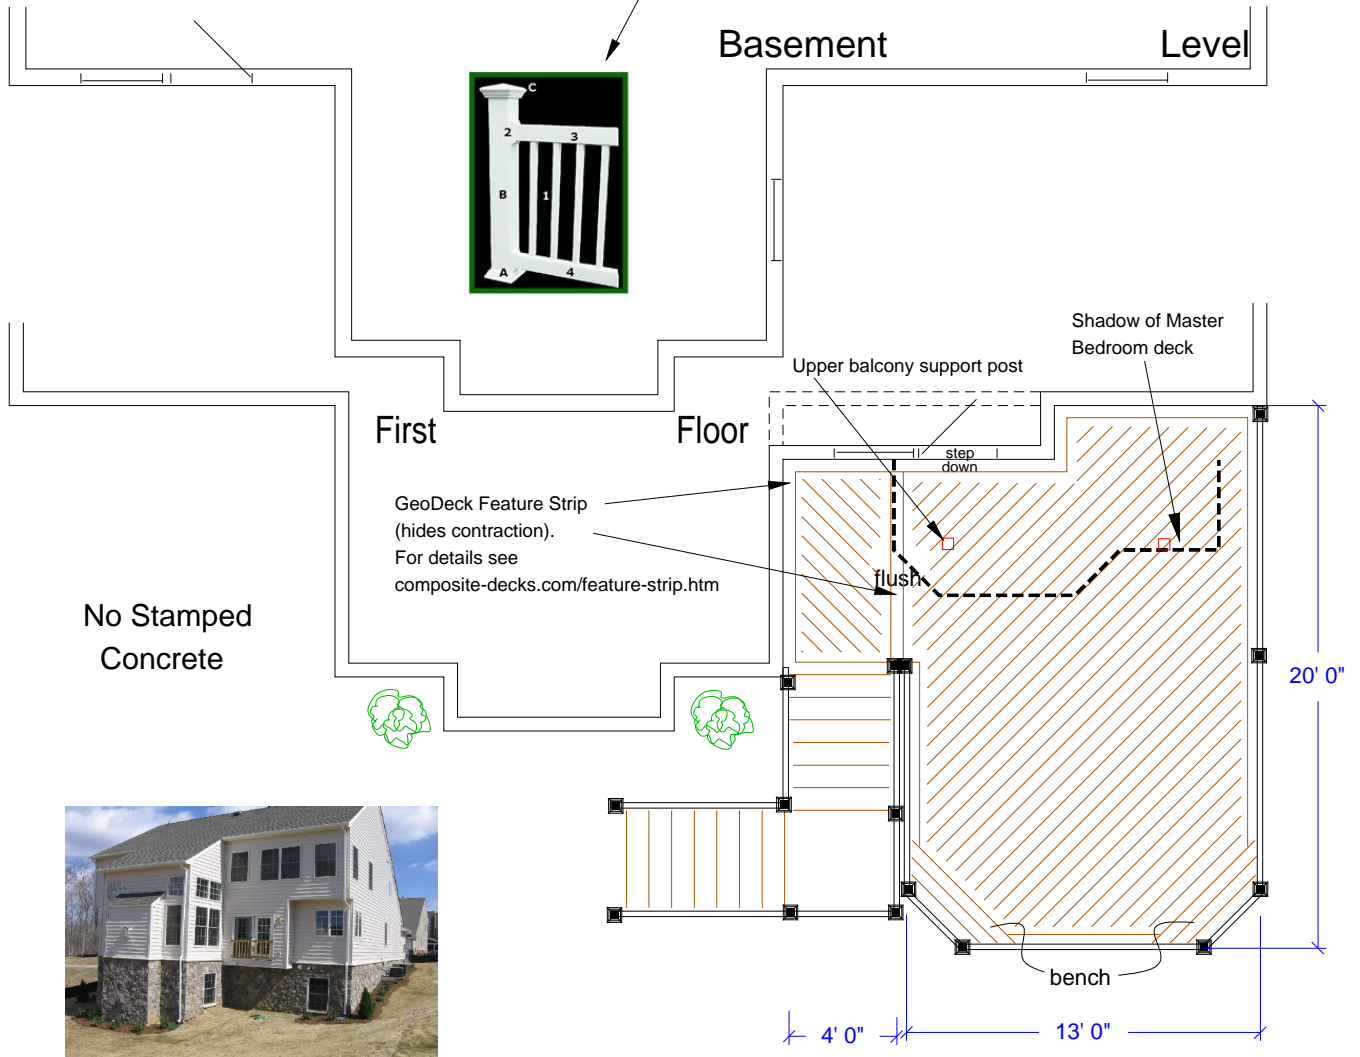 Basement Level
C
2
3
B
1
A
4
Shadow of Master
Bedroom deck
Upper balcony support post
First Floor
step
down
GeoDeck Feature Strip
(hides contraction).
For details see
composite-decks.com/feature-strip.htm
flush
No Stamped
Concrete
20' 0"
bench
4' 0"
13' 0"